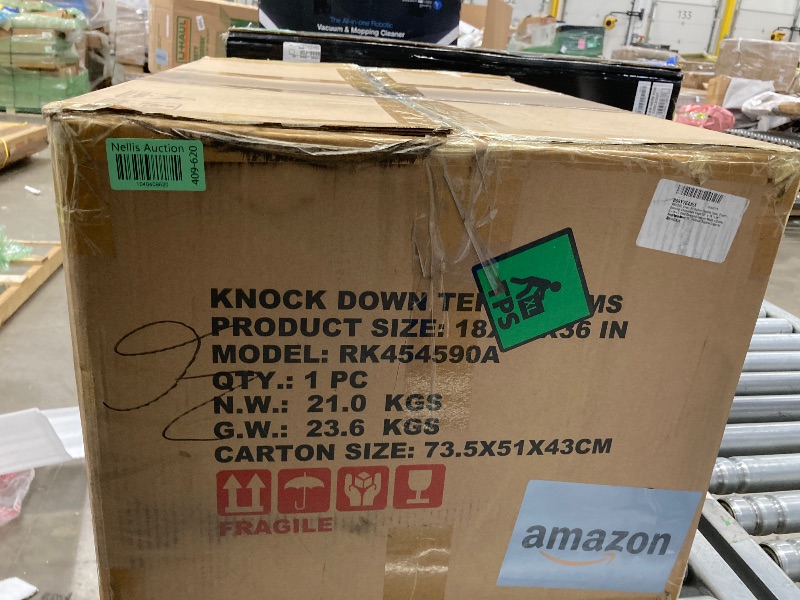 The All-in-one Robotic
Vacuum & Mopping Cleaner
133
Nellis Auction
409-620
KNOCK DOWN MS
PRODUCT SIZE: 18 X36 IN
MODEL: RK454590A
QTY.: 1 PC
N.W.: 21.0 KGS
G.W.: 23.6 KGS
CARTON SIZE: 73.5X51X43CM
FRAGILE
XL
FPS
amazon